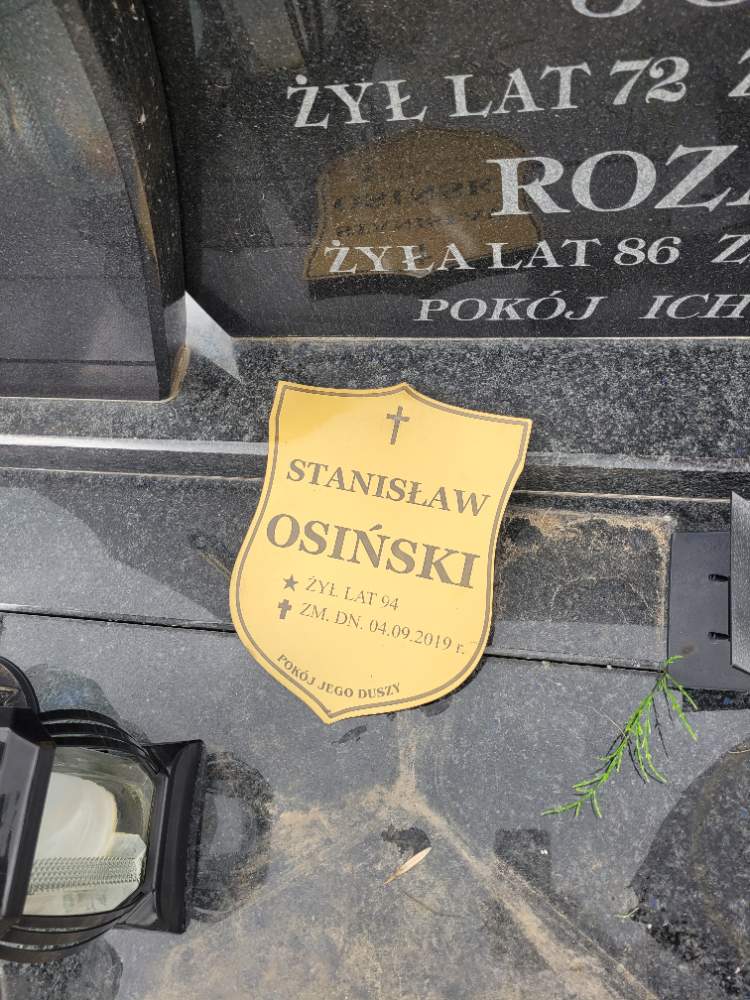 ŻYŁ LAT 72
ŻYŁA LAT 86
POKÓJ ICH
STANISŁAW
OSIŃSKI
ŻYŁ LAT 94
ZM. DN. 04.09.2019 r.
POKÓJ JEGO DUSZY